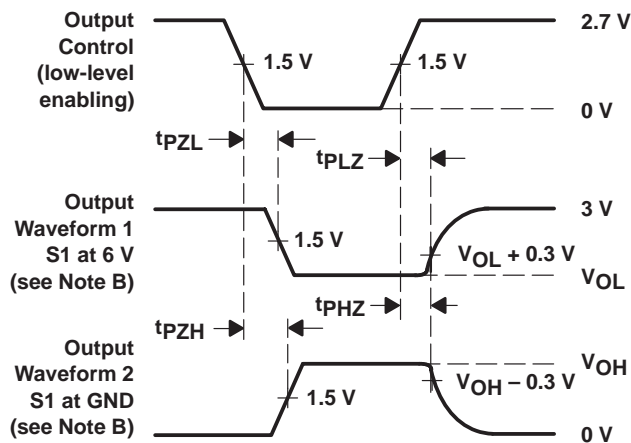 Output
Control
(low-level
enabling)
2.7 V
1.5 V
1.5 V
0 V
tPZL
tPLZ
Output
Waveform 1
S1 at 6 V
(see Note B)
3 V
1.5 V
VOL + 0.3 V
VOL
tPHZ
tPZH
Output
Waveform 2
S1 at GND
(see Note B)
VOH
1.5 V
VOH − 0.3 V
0 V